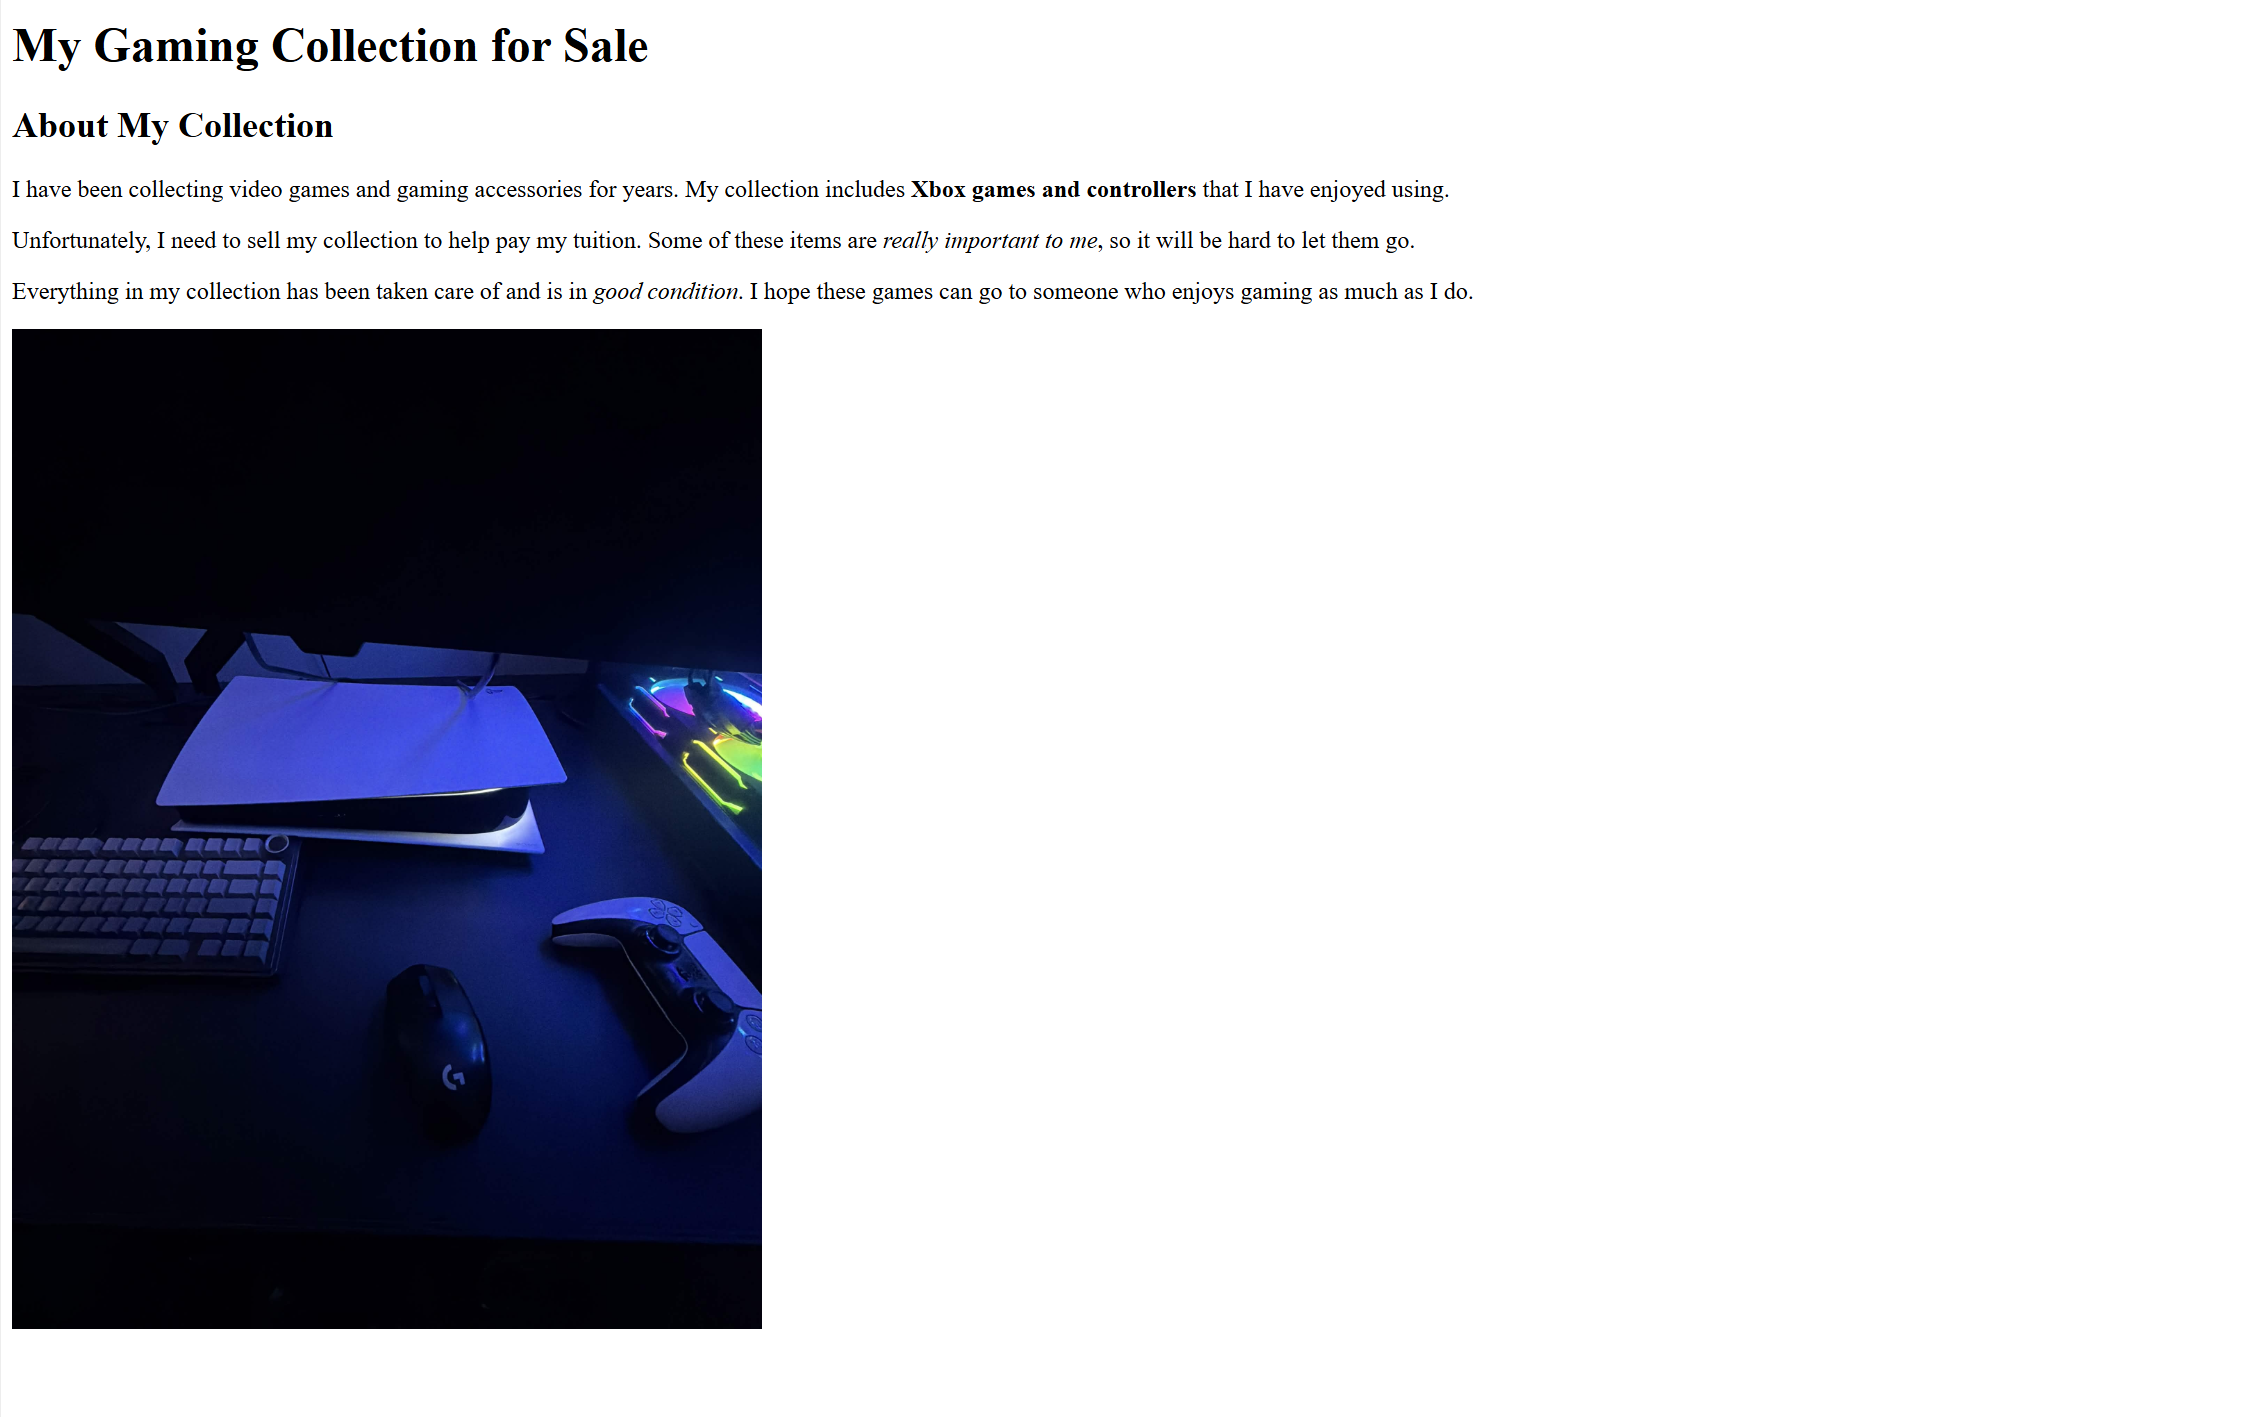 My Gaming Collection for Sale
About My Collection
I have been collecting video games and gaming accessories for years. My collection includes Xbox games and controllers that I have enjoyed using.
Unfortunately, I need to sell my collection to help pay my tuition. Some of these items are really important to me, so it will be hard to let them go.
Everything in my collection has been taken care of and is in good condition. I hope these games can go to someone who enjoys gaming as much as I do.